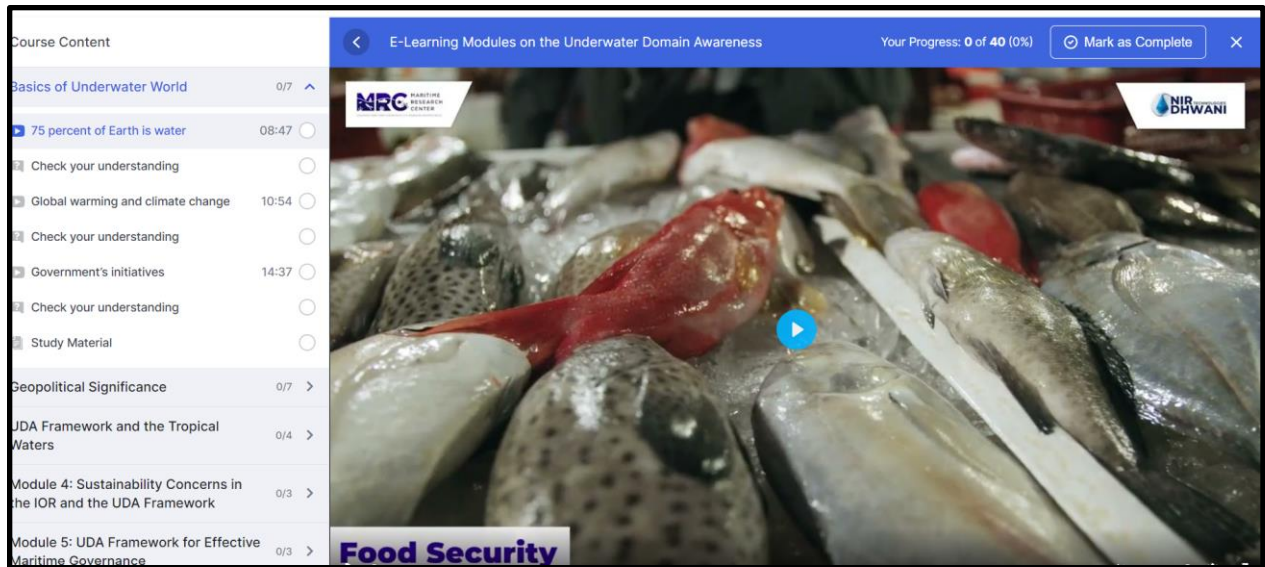 Course Content
E-Learning Modules on the Underwater Domain Awareness
Your Progress: 0 of 40 (0%)
Mark as Complete
Basics of Underwater World 0/7
75 percent of Earth is water 08:47
Check your understanding
Global warming and climate change 10:54
Check your understanding
Government's initiatives 14:37
Check your understanding
Study Material
Geopolitical Significance 0/7
UDA Framework and the Tropical
Waters 0/4
Module 4: Sustainability Concerns in
the IOR and the UDA Framework 0/3
Module 5: UDA Framework for Effective
Maritime Governance 0/3
MRC MARITIME
RESEARCH
CENTER
NIR
DHWANI
Food Security